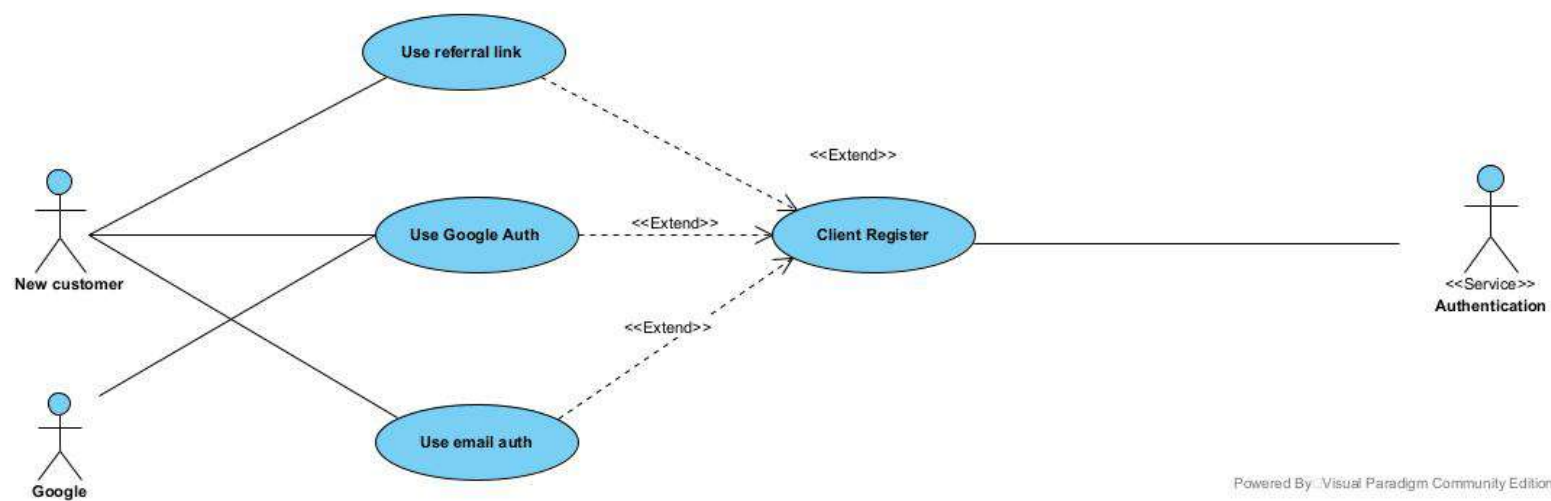 Use referral link
<<Extend>>
Use Google Auth
<<Extend>>
Client Register
New customer
<<Service>>
Authentication
<<Extend>>
Use email auth
Google
Powered By Visual Paradigm Community Edition